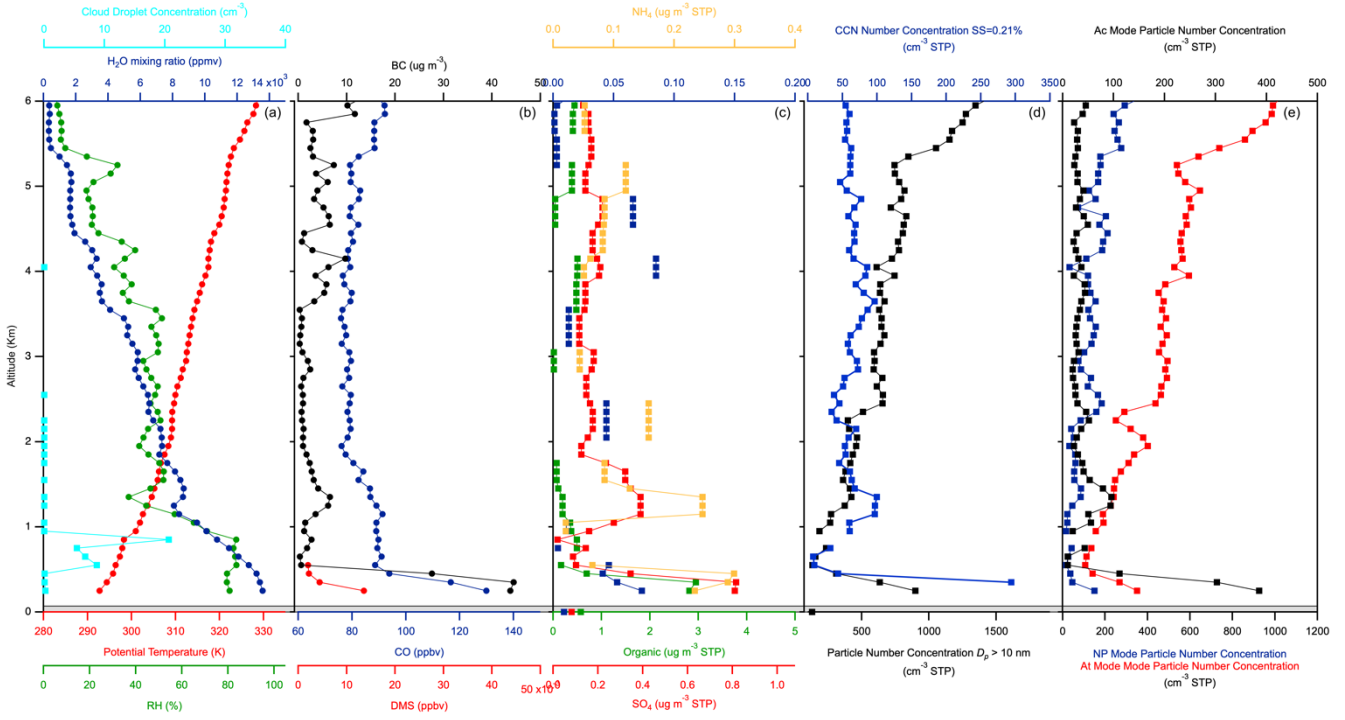 Cloud Droplet Concentration (cm⁻³)
0 10 20 30 40
H₂O mixing ratio (ppmv)
0 2 4 6 8 10 12 14 x10³
BC (ug m⁻³)
0 10 20 30 40 50
NH₄ (ug m⁻³ STP)
0.0 0.1 0.2 0.3 0.4
0.00 0.05 0.10 0.15 0.20
CCN Number Concentration SS=0.21%
(cm⁻³ STP)
0 50 100 150 200 250 300 350
Ac Mode Particle Number Concentration
(cm⁻³ STP)
0 100 200 300 400 500
(a) (b) (c) (d) (e)
Altitude (Km)
6
5
4
3
2
1
0
280 290 300 310 320 330
Potential Temperature (K)
0 20 40 60 80 100
RH (%)
60 80 100 120 140
CO (ppbv)
0 10 20 30 40 50 x10
DMS (ppbv)
0 1 2 3 4 5
Organic (ug m⁻³ STP)
0.2 0.4 0.6 0.8 1.0
SO₄ (ug m⁻³ STP)
500 1000 1500
Particle Number Concentration Dₚ > 10 nm
(cm⁻³ STP)
0 200 400 600 800 1000 1200
NP Mode Particle Number Concentration
At Mode Mode Particle Number Concentration
(cm⁻³ STP)